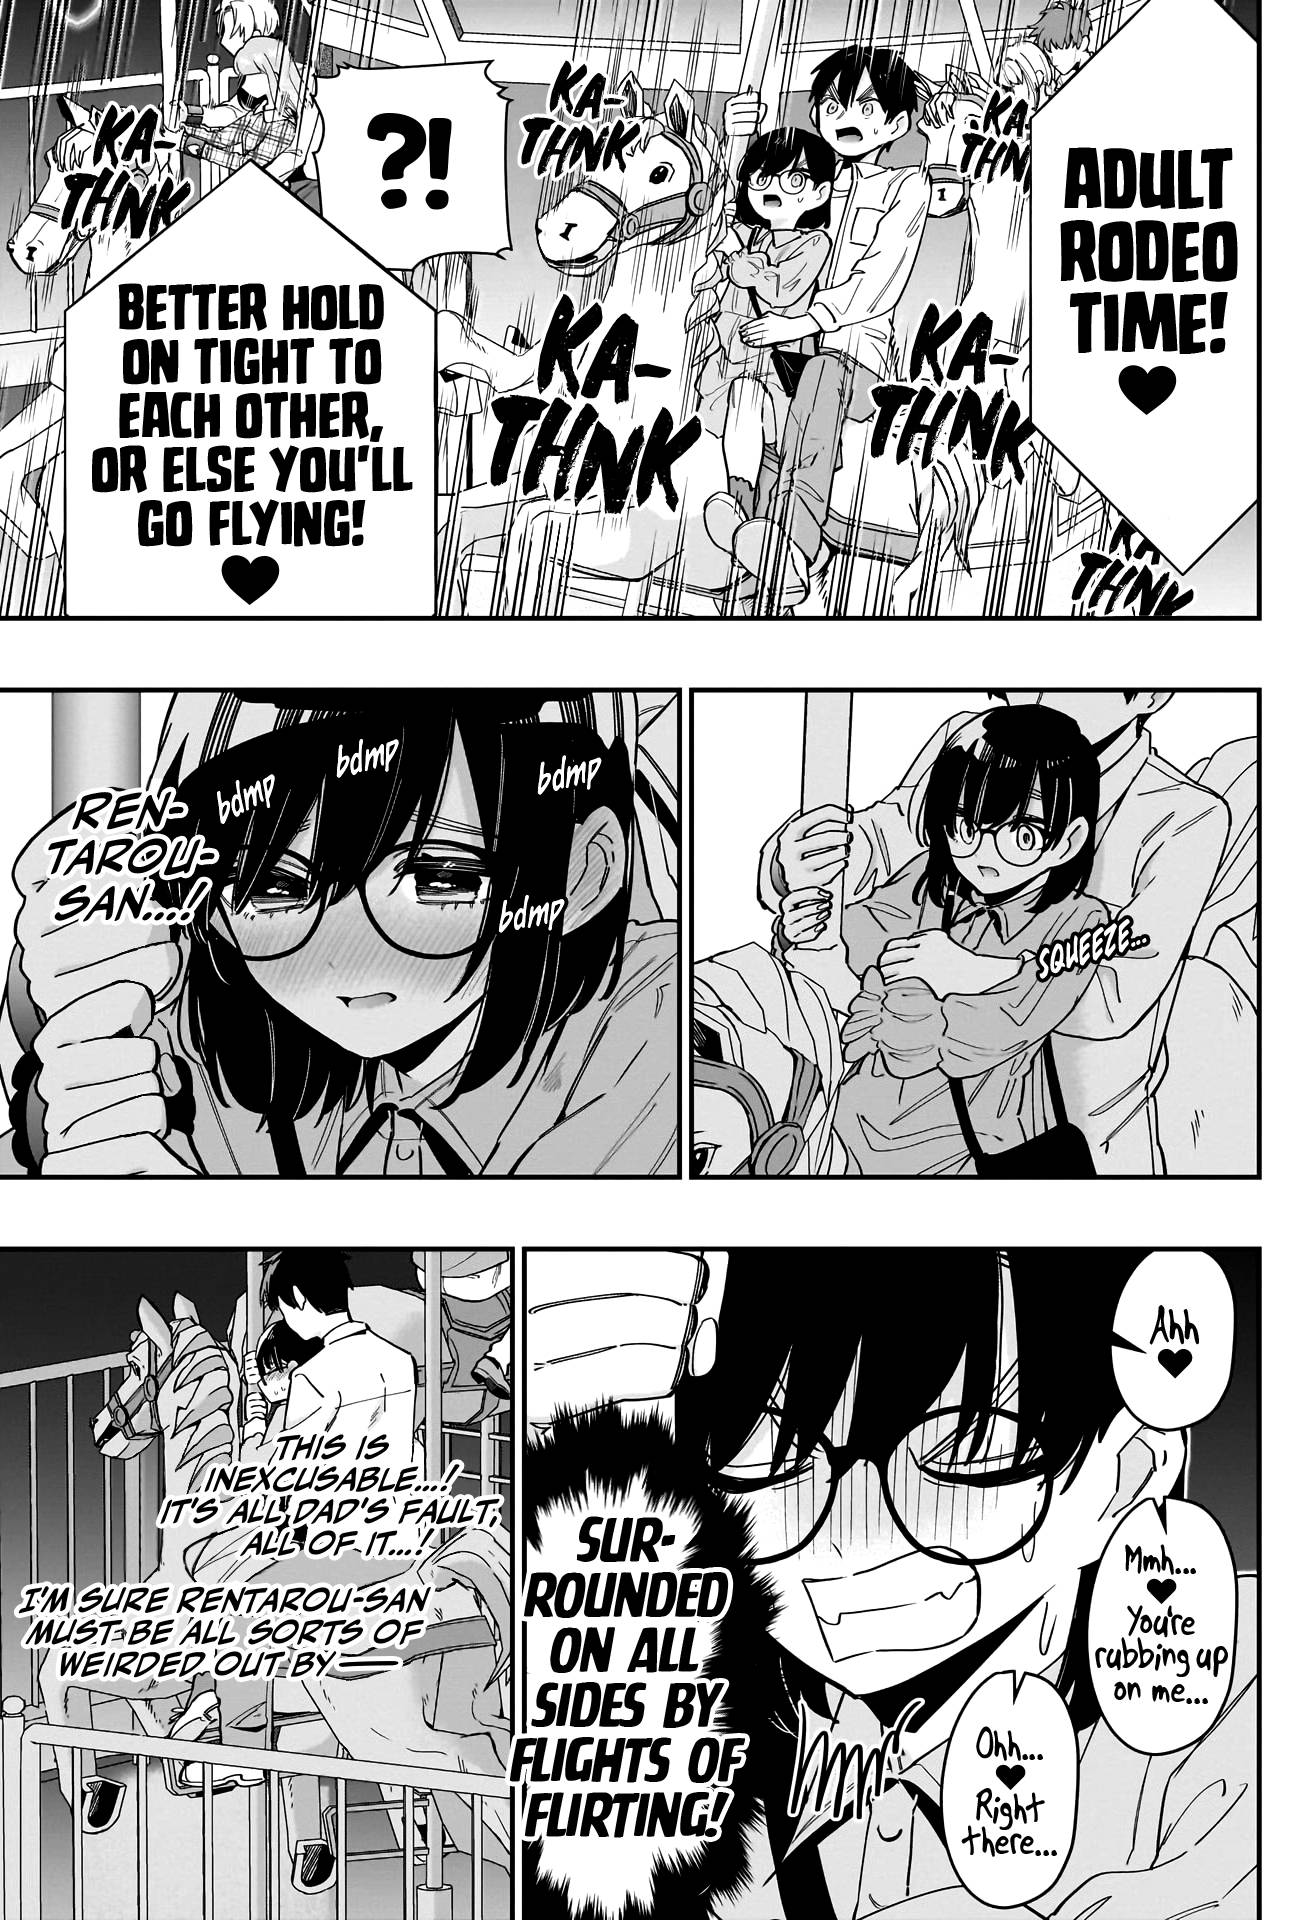 ADULT
RODEO
TIME!
♥
KA-
THNK
KA-
THNK
?!
KA-
THNK
BETTER HOLD
ON TIGHT TO
EACH OTHER,
OR ELSE YOU'LL
GO FLYING!
♥
KA-
THNK
KA-
THNK
KA-
THNK
SQUEEZE...
bdmp
bdmp
bdmp
bdmp
REN-
TAROU-
SAN...!
Ahh
♥
Mmh...
♥
You're
rubbing up
on me...
Ohh...
♥
Right
there...
SUR-
ROUNDED
ON ALL
SIDES BY
FLIGHTS OF
FLIRTING!
THIS IS
INEXCUSABLE...!
IT'S ALL DAD'S FAULT,
ALL OF IT...!
I'M SURE RENTAROU-SAN
MUST BE ALL SORTS OF
WEIRDED OUT BY——